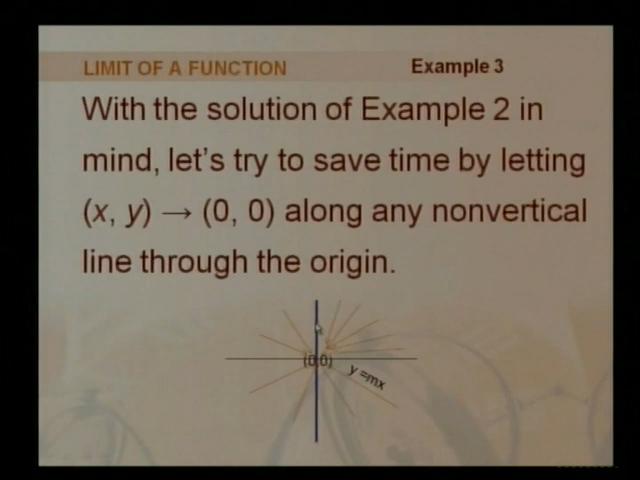 LIMIT OF A FUNCTION
Example 3
With the solution of Example 2 in
mind, let's try to save time by letting
(x, y) → (0, 0) along any nonvertical
line through the origin.
(0,0)
y =mx